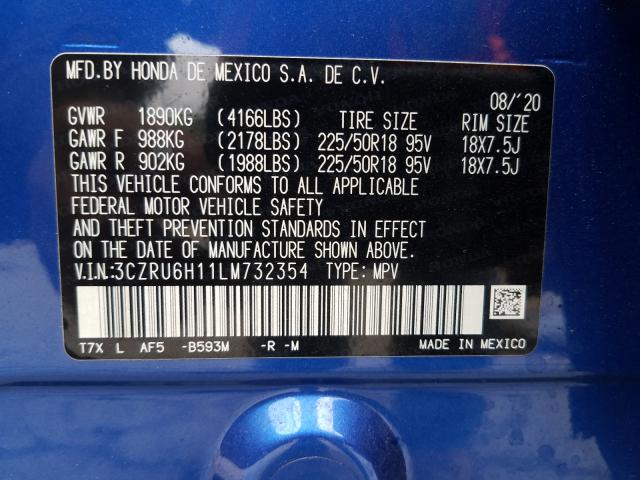 MFD.BY HONDA DE MEXICO S.A. DE C.V.
08/'20
GVWR 1890KG (4166LBS) TIRE SIZE RIM SIZE
GAWR F 988KG (2178LBS) 225/50R18 95V 18X7.5J
GAWR R 902KG (1988LBS) 225/50R18 95V 18X7.5J
THIS VEHICLE CONFORMS TO ALL APPLICABLE
FEDERAL MOTOR VEHICLE SAFETY
AND THEFT PREVENTION STANDARDS IN EFFECT
ON THE DATE OF MANUFACTURE SHOWN ABOVE.
V.I.N:3CZRU6H11LM732354 TYPE: MPV
T7X L AF5 -B593M -R -M MADE IN MEXICO